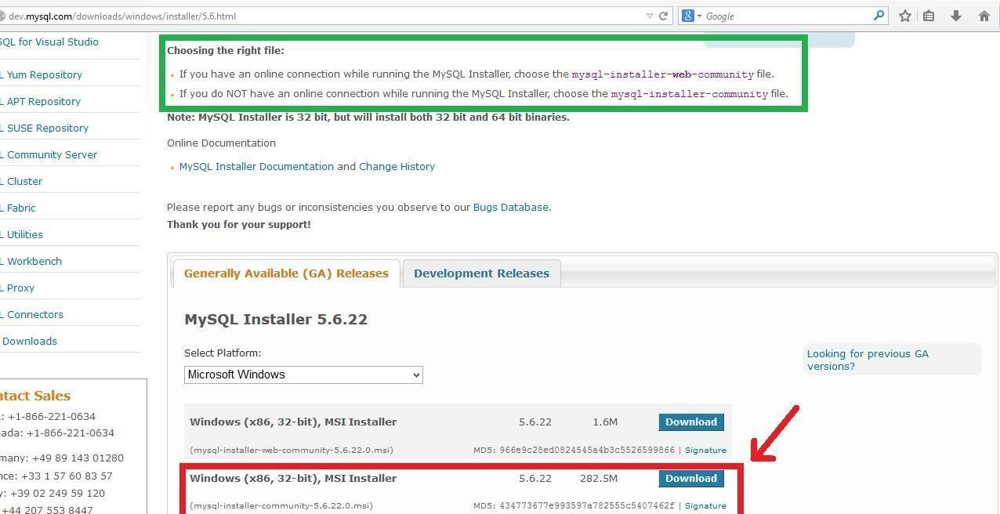 dev.mysql.com/downloads/windows/installer/5.6.html
Google
SQL for Visual Studio
Choosing the right file:
If you have an online connection while running the MySQL Installer, choose the mysql-installer-web-community file.
L Yum Repository
If you do NOT have an online connection while running the MySQL Installer, choose the mysql-installer-community file.
L APT Repository
Note: MySQL Installer is 32 bit, but will install both 32 bit and 64 bit binaries.
L SUSE Repository
Online Documentation
L Community Server
MySQL Installer Documentation and Change History
L Cluster
L Fabric
Please report any bugs or inconsistencies you observe to our Bugs Database.
Thank you for your support!
L Utilities
L Workbench
Generally Available (GA) Releases
Development Releases
L Proxy
L Connectors
MySQL Installer 5.6.22
Downloads
Select Platform:
Looking for previous GA
versions?
Microsoft Windows
ntact Sales
: +1-866-221-0634
ada: +1-866-221-0634
Windows (x86, 32-bit), MSI Installer 5.6.22 1.6M Download
(mysql-installer-web-community-5.6.22.0.msi) MD5: 966e9c28ed0824545a4b3c5526599866 | Signature
many: +49 89 143 01280
nce: +33 1 57 60 83 57
Windows (x86, 32-bit), MSI Installer 5.6.22 282.5M Download
y: +39 02 249 59 120
(mysql-installer-community-5.6.22.0.msi) MD5: 434773677e993597a782555c5407462f | Signature
+44 207 553 8447